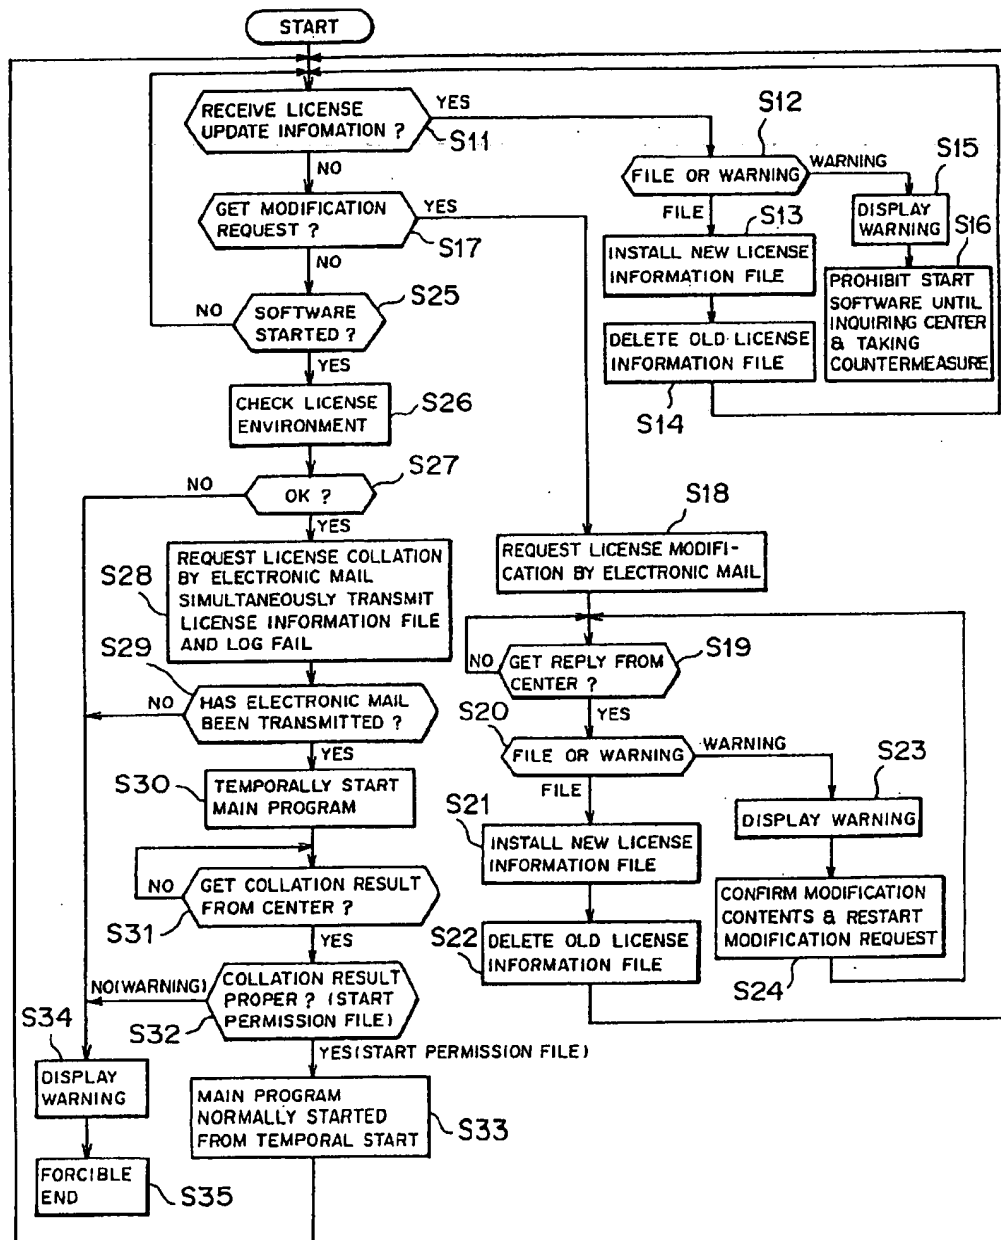 START
RECEIVE LICENSE
UPDATE INFOMATION ?
YES
S11
NO
S12
FILE OR WARNING
WARNING
S15
FILE
S13
DISPLAY
WARNING
S16
INSTALL NEW LICENSE
INFORMATION FILE
PROHIBIT START
SOFTWARE UNTIL
INQUIRING CENTER
& TAKING
COUNTERMEASURE
DELETE OLD LICENSE
INFORMATION FILE
S14
GET MODIFICATION
REQUEST ?
YES
S17
NO
S25
NO
SOFTWARE
STARTED ?
YES
CHECK LICENSE
ENVIRONMENT
S26
S27
NO
OK ?
YES
S28
REQUEST LICENSE COLLATION
BY ELECTRONIC MAIL
SIMULTANEOUSLY TRANSMIT
LICENSE INFORMATION FILE
AND LOG FAIL
S18
REQUEST LICENSE MODIFI-
CATION BY ELECTRONIC MAIL
S29
NO
HAS ELECTRONIC MAIL
BEEN TRANSMITTED ?
YES
NO
GET REPLY FROM
CENTER ?
S19
S20
YES
FILE OR WARNING
WARNING
S23
FILE
S30
TEMPORALLY START
MAIN PROGRAM
S21
INSTALL NEW LICENSE
INFORMATION FILE
DISPLAY WARNING
NO
GET COLLATION RESULT
FROM CENTER ?
S31
YES
S22
DELETE OLD LICENSE
INFORMATION FILE
CONFIRM MODIFICATION
CONTENTS & RESTART
MODIFICATION REQUEST
S24
NO(WARNING)
COLLATION RESULT
PROPER ? (START
PERMISSION FILE)
S32
S34
YES(START PERMISSION FILE)
DISPLAY
WARNING
MAIN PROGRAM
NORMALLY STARTED
FROM TEMPORAL START
S33
FORCIBLE
END
S35